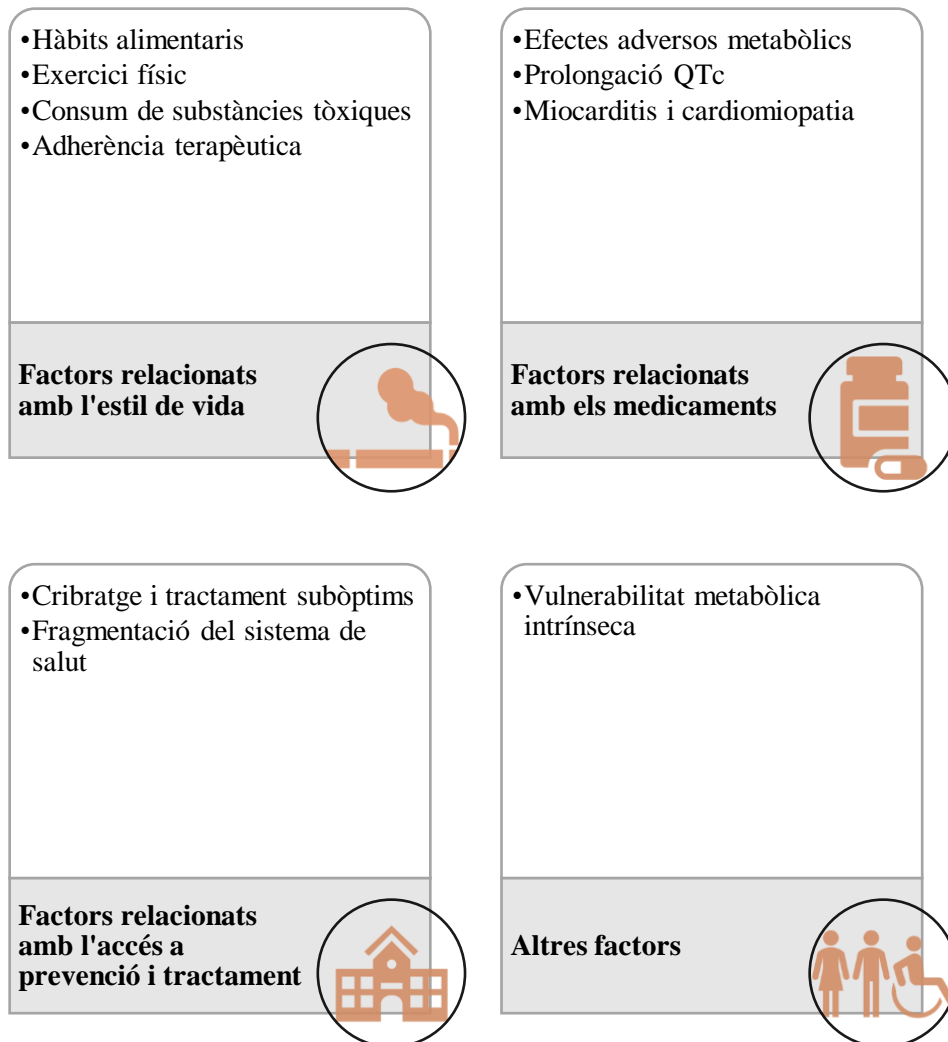 •Hàbits alimentaris
•Exercici físic
•Consum de substàncies tòxiques
•Adherència terapèutica
Factors relacionats
amb l'estil de vida
•Efectes adversos metabòlics
•Prolongació QTc
•Miocarditis i cardiomiopatia
Factors relacionats
amb els medicaments
•Cribratge i tractament subòptims
•Fragmentació del sistema de
salut
Factors relacionats
amb l'accés a
prevenció i tractament
•Vulnerabilitat metabòlica
intrínseca
Altres factors